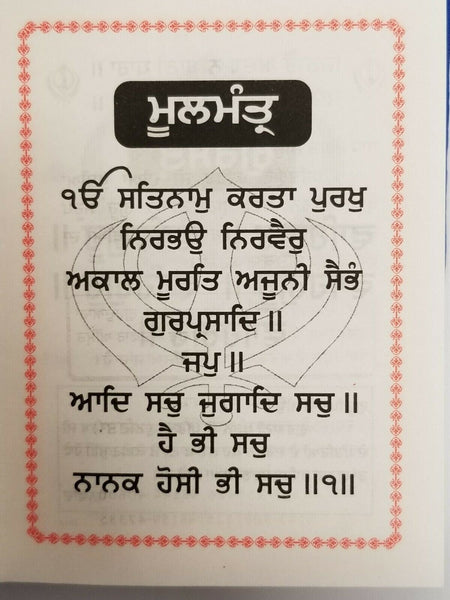 ਮੂਲਮੰਤ੍ਰ
ੴ ਸਤਿਨਾਮੁ ਕਰਤਾ ਪੁਰਖੁ
ਨਿਰਭਉ ਨਿਰਵੈਰੁ
ਅਕਾਲ ਮੂਰਤਿ ਅਜੂਨੀ ਸੈਭੰ
ਗੁਰਪ੍ਰਸਾਦਿ॥
ਜਪੁ॥
ਆਦਿ ਸਚੁ ਜੁਗਾਦਿ ਸਚੁ॥
ਹੈ ਭੀ ਸਚੁ
ਨਾਨਕ ਹੋਸੀ ਭੀ ਸਚੁ॥੧॥